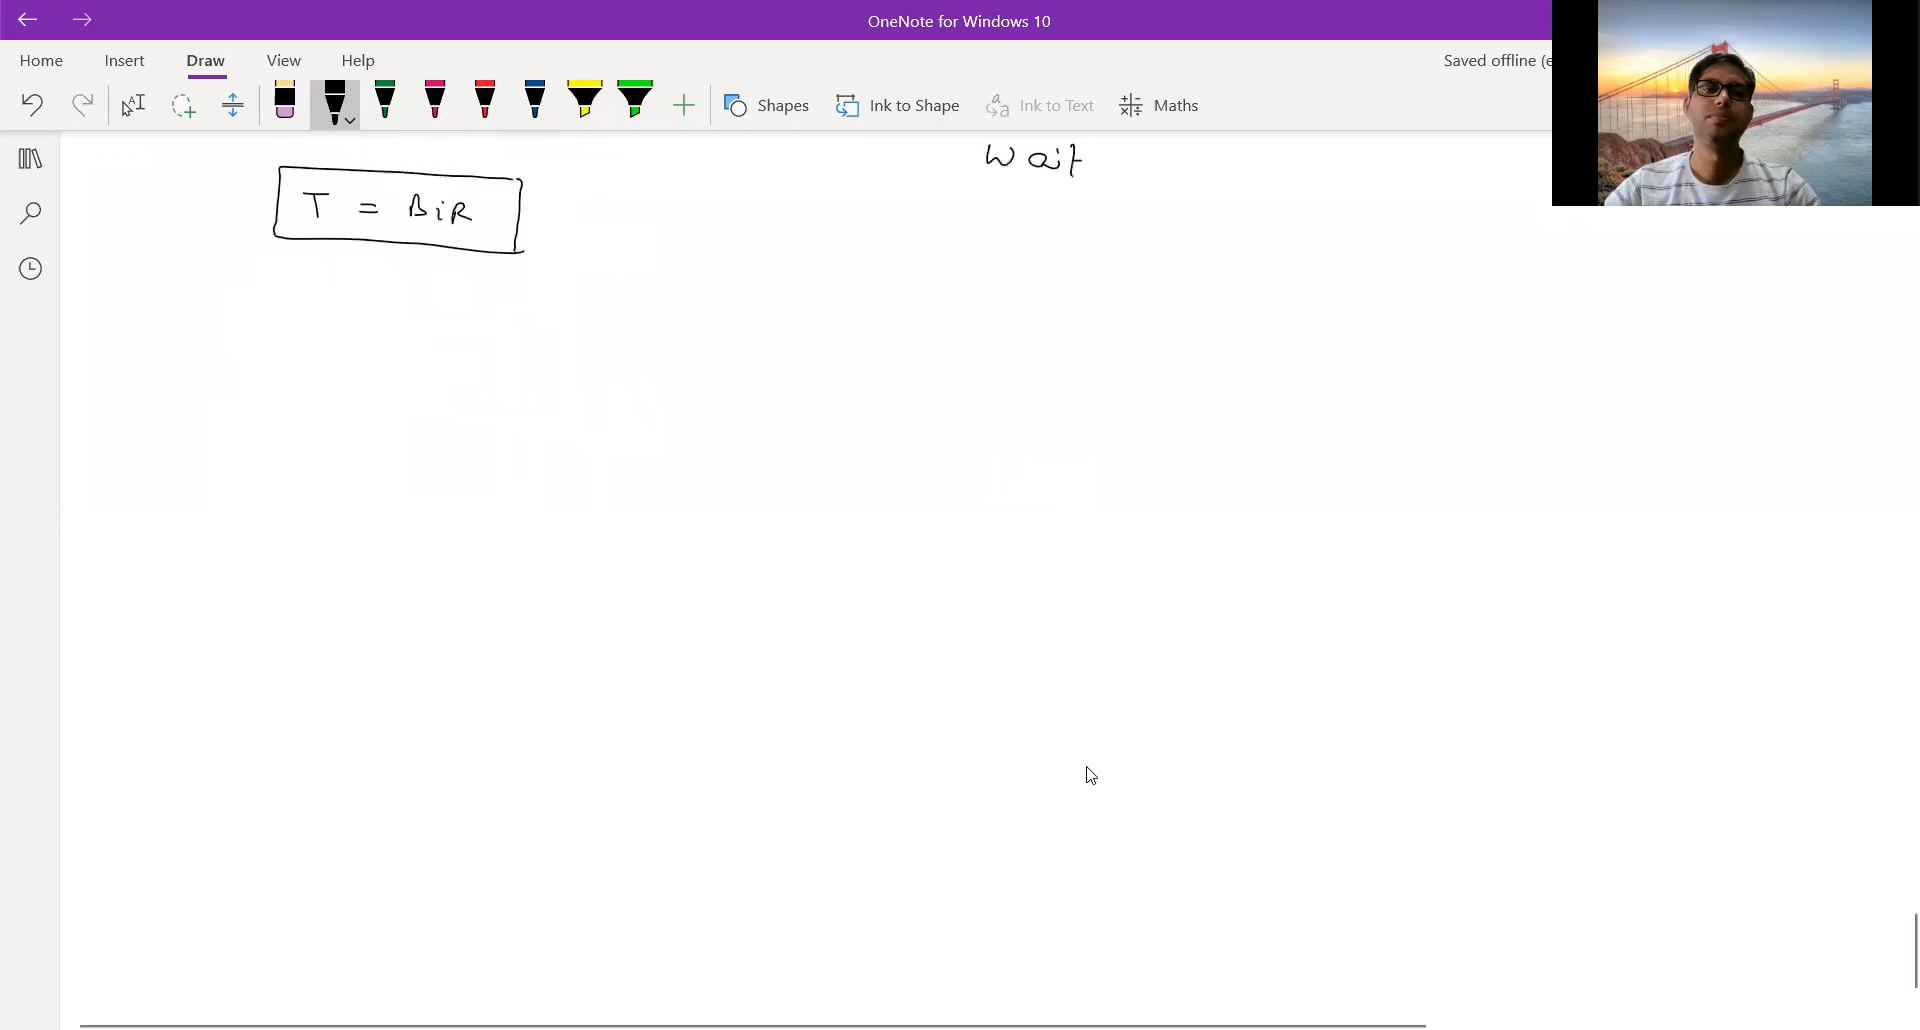 OneNote for Windows 10
Home Insert Draw View Help
Saved offline (e
Shapes Ink to Shape Ink to Text Maths
W ait
T = BiR